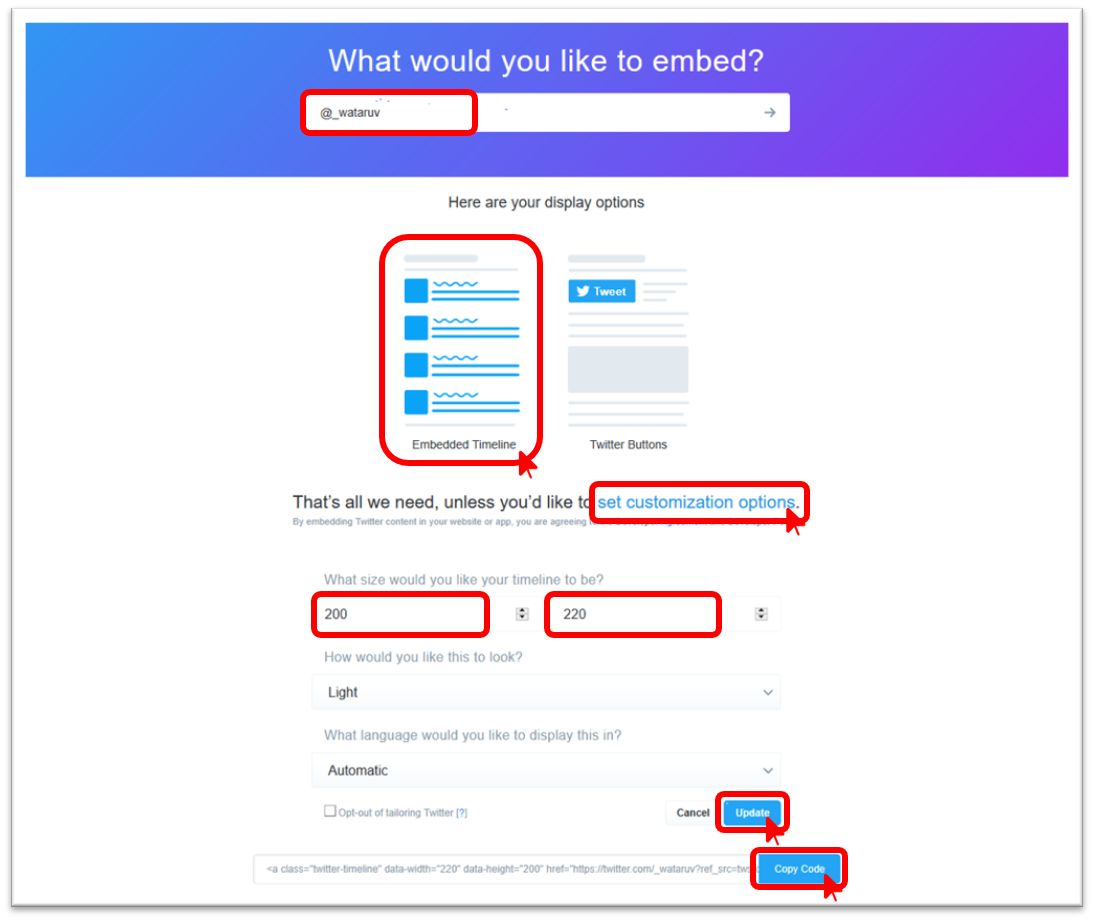 What would you like to embed?
@_wataruv
Here are your display options
Tweet
Embedded Timeline
Twitter Buttons
That's all we need, unless you'd like to set customization options.
By embedding Twitter content in your website or app, you are agreeing to
What size would you like your timeline to be?
200
220
How would you like this to look?
Light
What language would you like to display this in?
Automatic
Opt-out of tailoring Twitter [?]
Cancel
Update
<a class="twitter-timeline" data-width="220" data-height="200" href="https://twitter.com/_wataruv?ref_src=tw
Copy Code